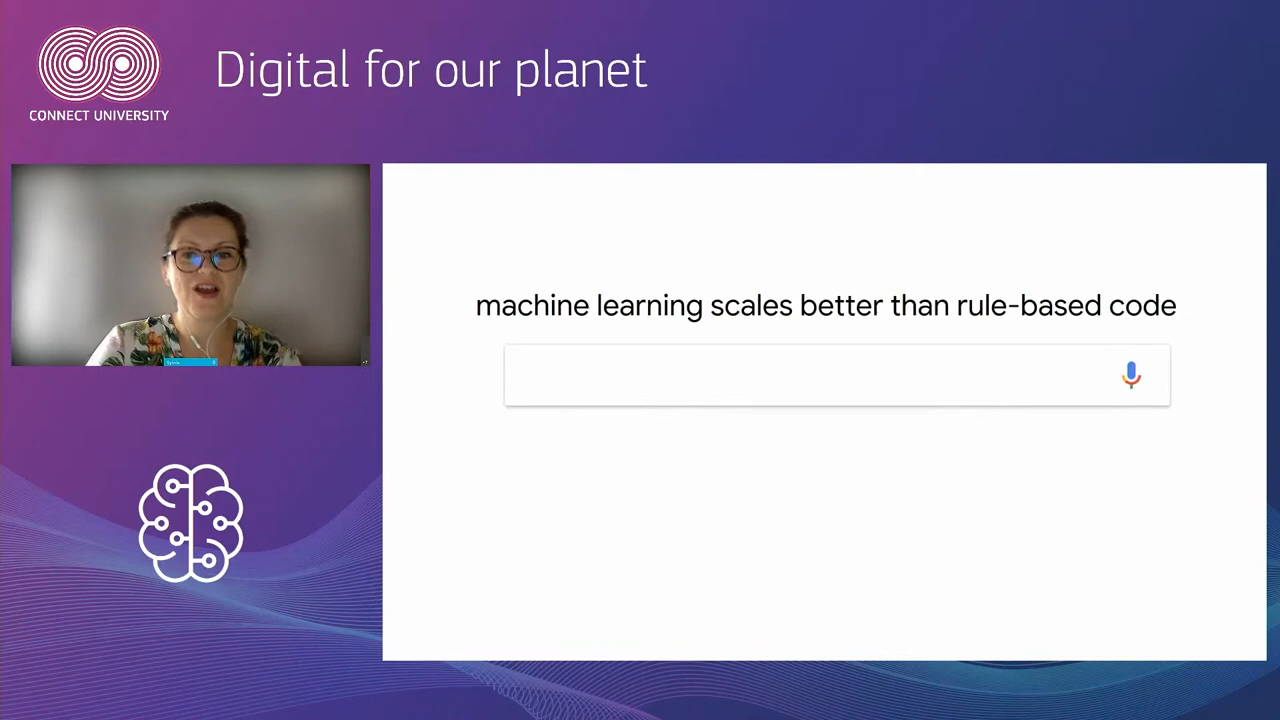 Digital for our planet
CONNECT UNIVERSITY
machine learning scales better than rule-based code